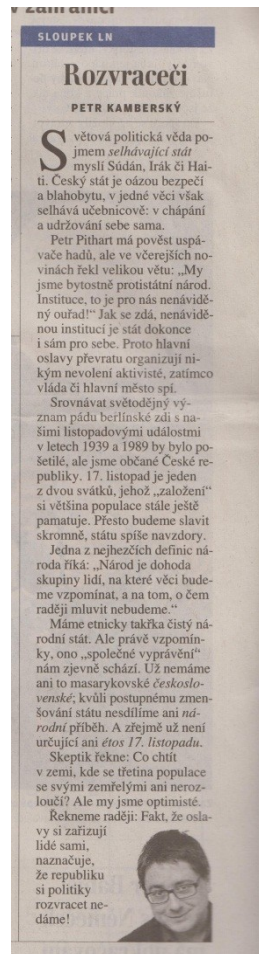 v zahraničí
SLOUPEK LN
Rozvraceči
PETR KAMBERSKÝ
Světová politická věda po-
jmem selhávající stát
myslí Súdán, Irák či Hai-
ti. Český stát je oázou bezpečí
a blahobytu, v jedné věci však
selhává učebnicově: v chápání
a udržování sebe sama.
Petr Pithart má pověst uspá-
vače hadů, ale ve včerejších no-
vinách řekl velikou větu: „My
jsme bytostně protistátní národ.
Instituce, to je pro nás nenávidě-
ný ouřad!“ Jak se zdá, nenávidě-
nou institucí je stát dokonce
i sám pro sebe. Proto hlavní
oslavy převratu organizují ni-
kým nevolení aktivisté, zatímco
vláda či hlavní město spí.
Srovnávat světodějný vý-
znam pádu berlínské zdi s na-
šimi listopadovými událostmi
v letech 1939 a 1989 by bylo po-
šetilé, ale jsme občané České re-
publiky. 17. listopad je jeden
z dvou svátků, jehož „založení“
si většina populace stále ještě
pamatuje. Přesto budeme slavit
skromně, státu spíše navzdory.
Jedna z nejhezčích definic ná-
roda říká: „Národ je dohoda
skupiny lidí, na které věci bude-
me vzpomínat, a na tom, o čem
raději mluvit nebudeme.“
Máme etnicky takřka čistý ná-
rodní stát. Ale právě vzpomín-
ky, ono „společné vyprávění“
nám zjevně schází. Už nemáme
ani to masarykovské českoslo-
venské; kvůli postupnému zmen-
šování státu nesdílíme ani ná-
rodní příběh. A zřejmě už není
určující ani étos 17. listopadu.
Skeptik řekne: Co chtít
v zemi, kde se třetina populace
se svými zemřelými ani neroz-
loučí? Ale my jsme optimisté.
Řekneme raději: Fakt, že osla-
vy si zařizují
lidé sami,
naznačuje,
že republiku
si politiky
rozvracet ne-
dáme!